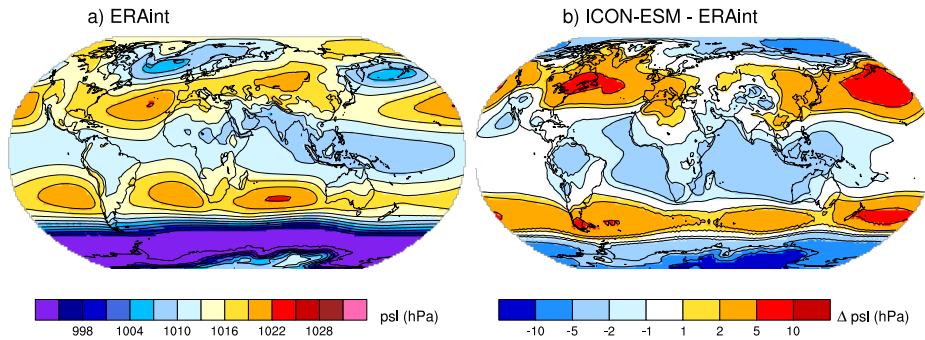 a) ERAint
b) ICON-ESM - ERAint
998 1004 1010 1016 1022 1028 psl (hPa)
-10 -5 -2 -1 1 2 5 10 Δ psl (hPa)